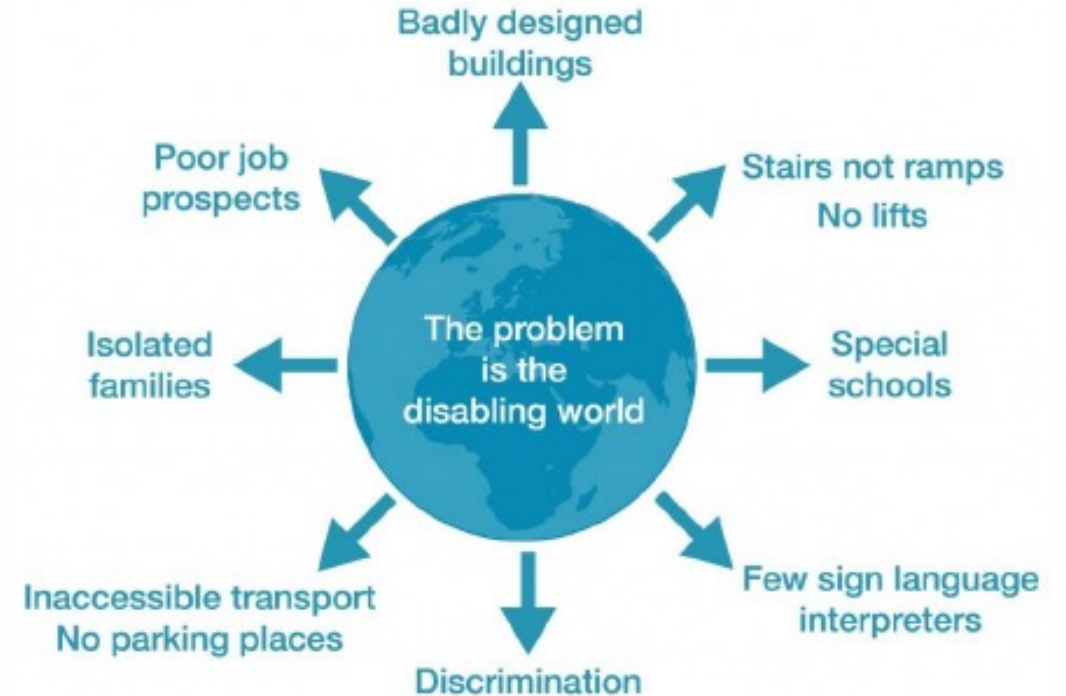 Badly designed
buildings
Poor job
prospects
Stairs not ramps
No lifts
Isolated
families
The problem
is the
disabling world
Special
schools
Inaccessible transport
No parking places
Few sign language
interpreters
Discrimination